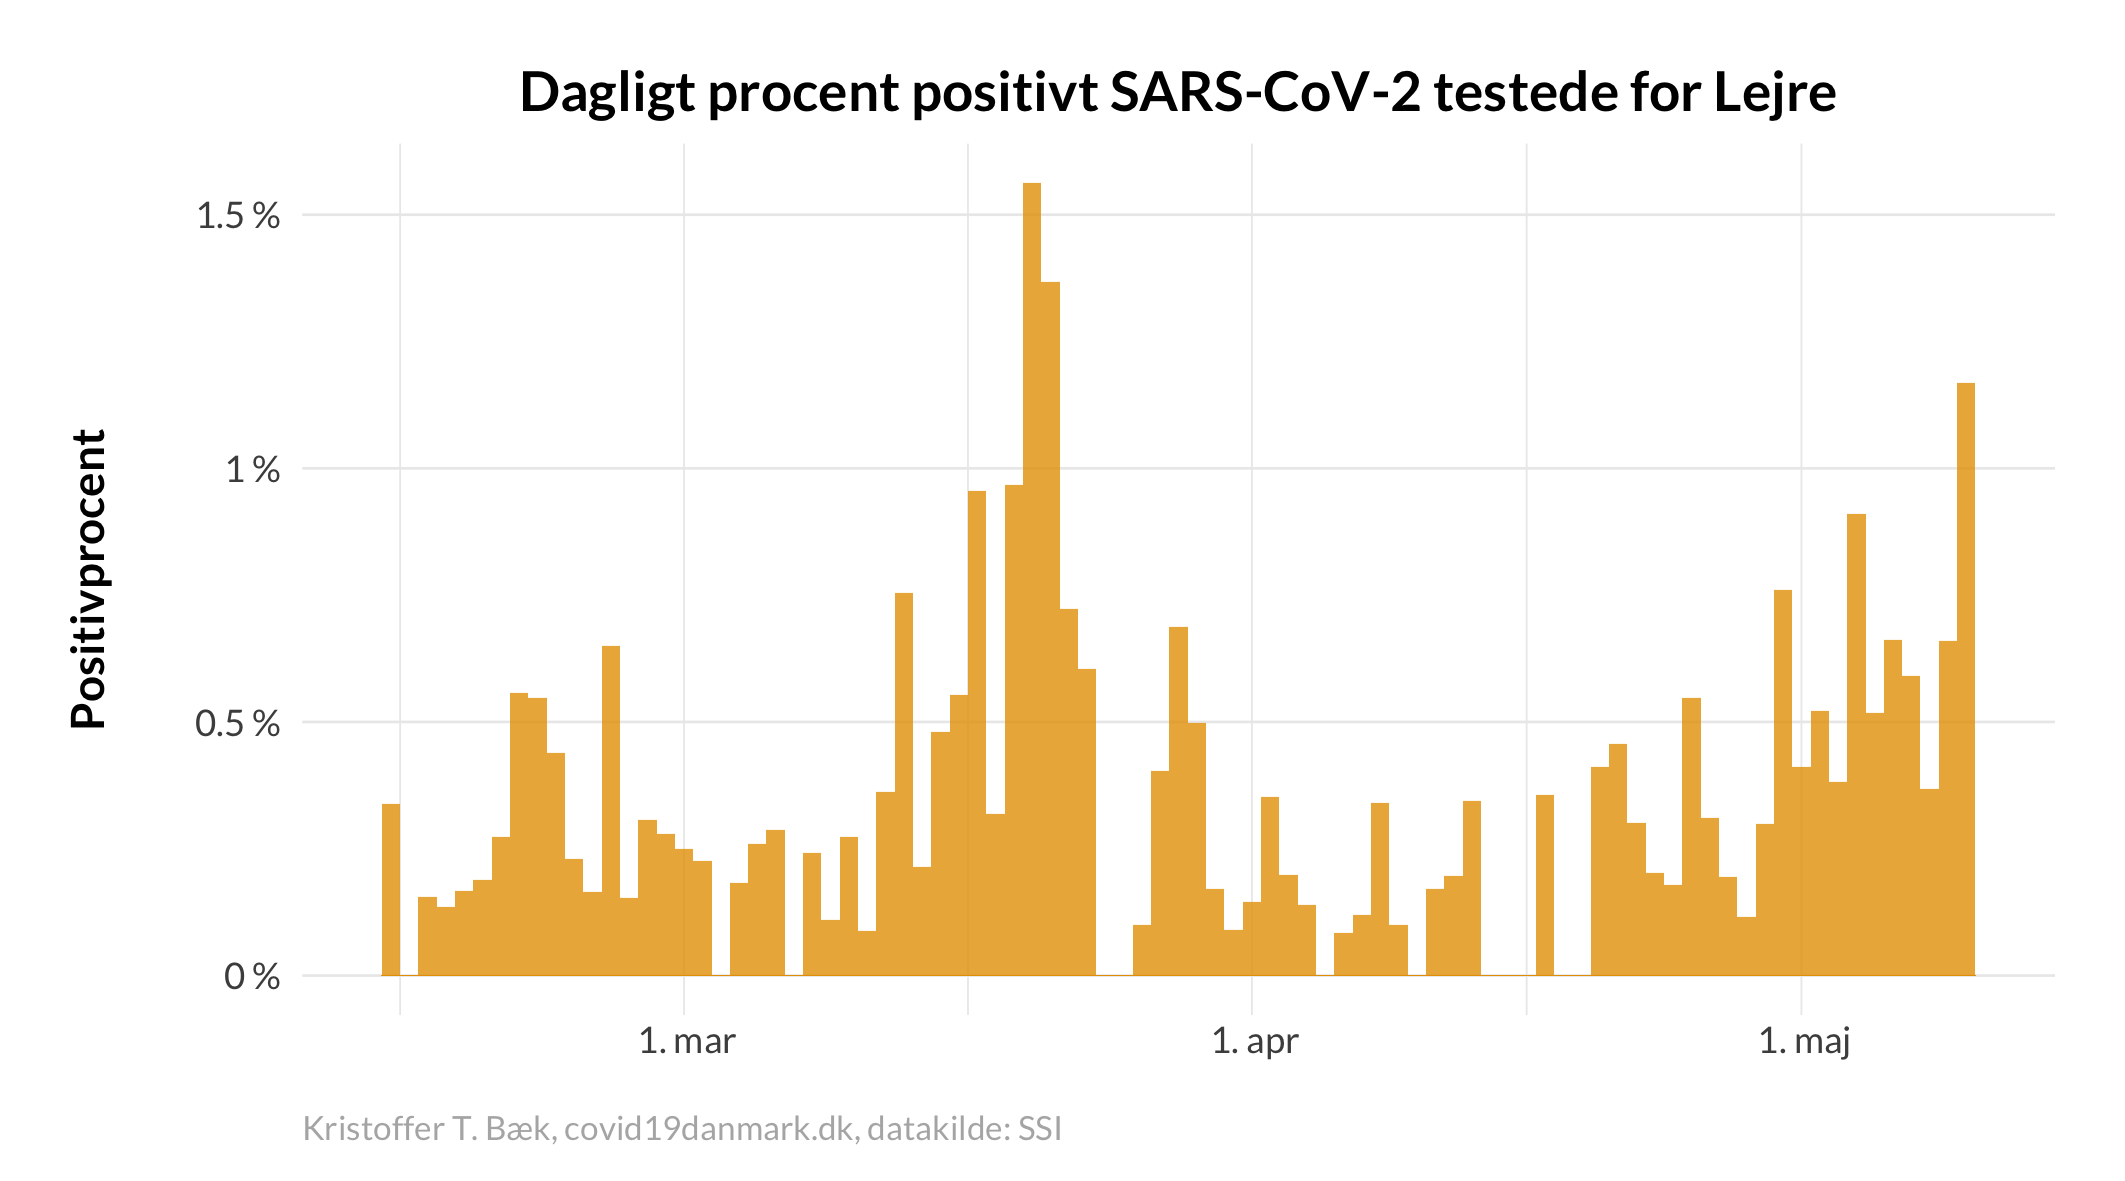 Dagligt procent positivt SARS-CoV-2 testede for Lejre
Positivprocent
1.5 %
1 %
0.5 %
0 %
1. mar
1. apr
1. maj
Kristoffer T. Bæk, covid19danmark.dk, datakilde: SSI